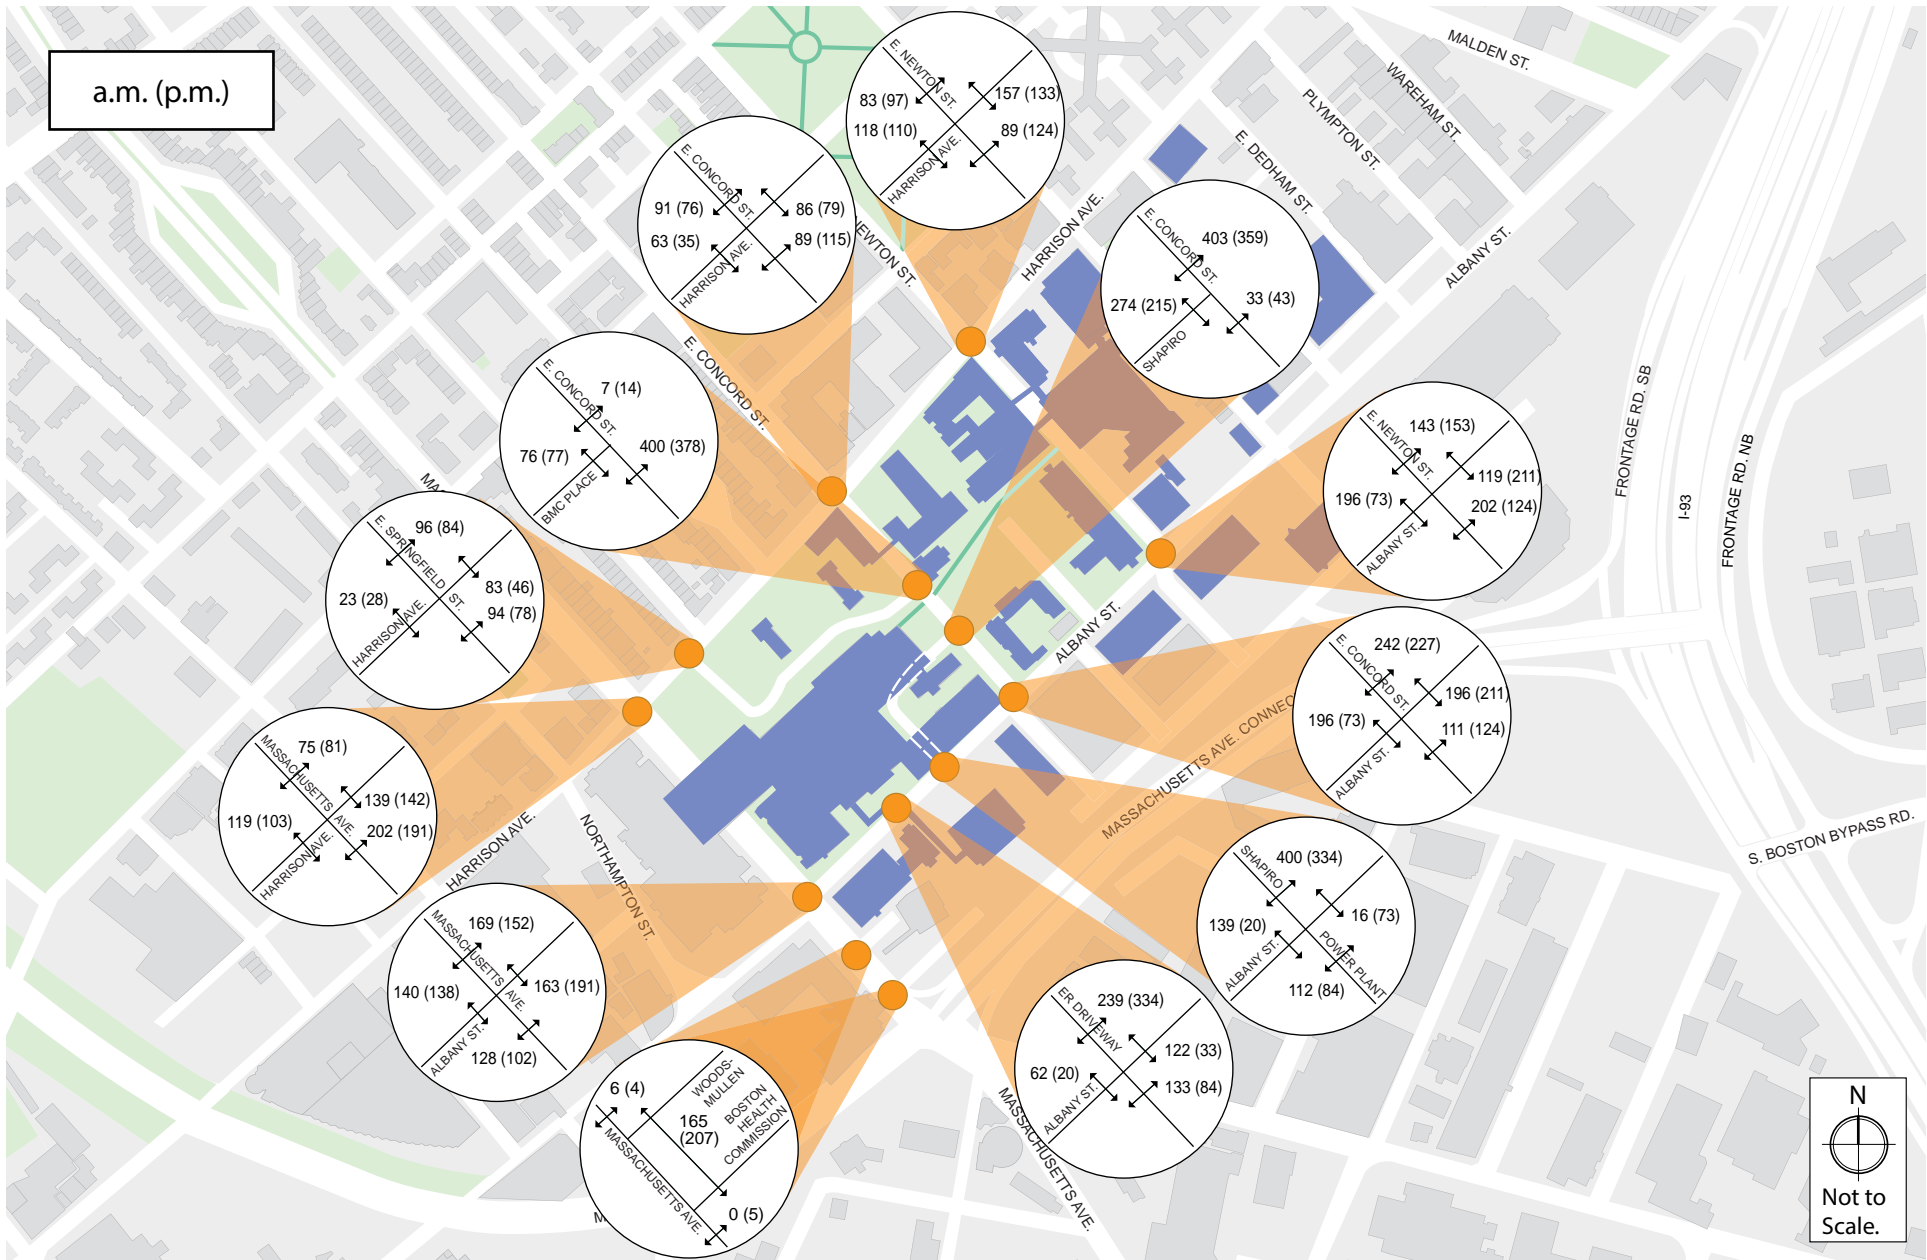 a.m. (p.m.)
MALDEN ST.
WAREHAM ST.
PLYMPTON ST.
E. DEDHAM ST.
ALBANY ST.
HARRISON AVE.
NEWTON ST.
E. CONCORD ST.
FRONTAGE RD. SB
I-93
FRONTAGE RD. NB
S. BOSTON BYPASS RD.
MASSACHUSETTS AVE. CONNEC
ALBANY ST.
HARRISON AVE.
NORTHAMPTON ST.
MASSACHUSETTS AVE.
MA
M
E. NEWTON ST.
83 (97)
157 (133)
118 (110)
89 (124)
HARRISON AVE.
E. CONCORD ST.
91 (76)
86 (79)
63 (35)
89 (115)
HARRISON AVE.
E. CONCORD ST.
403 (359)
274 (215)
33 (43)
SHAPIRO
E. CONCORD ST.
7 (14)
76 (77)
400 (378)
BMC PLACE
E. NEWTON ST.
143 (153)
119 (211)
196 (73)
202 (124)
ALBANY ST.
E. SPRINGFIELD
ST.
96 (84)
83 (46)
23 (28)
94 (78)
HARRISON AVE.
E. CONCORD ST.
242 (227)
196 (211)
196 (73)
111 (124)
ALBANY ST.
MASSACHUSETTS
AVE.
75 (81)
139 (142)
119 (103)
202 (191)
HARRISON AVE.
SHAPIRO
400 (334)
16 (73)
139 (20)
112 (84)
ALBANY ST.
POWER PLANT
MASSACHUSETTS
AVE.
169 (152)
163 (191)
140 (138)
128 (102)
ALBANY ST.
ER DRIVEWAY
239 (334)
122 (33)
62 (20)
133 (84)
ALBANY ST.
6 (4)
WOODS-
MULLEN
165
(207)
BOSTON
HEALTH
COMMISSION
MASSACHUSETTS AVE.
0 (5)
N
Not to
Scale.